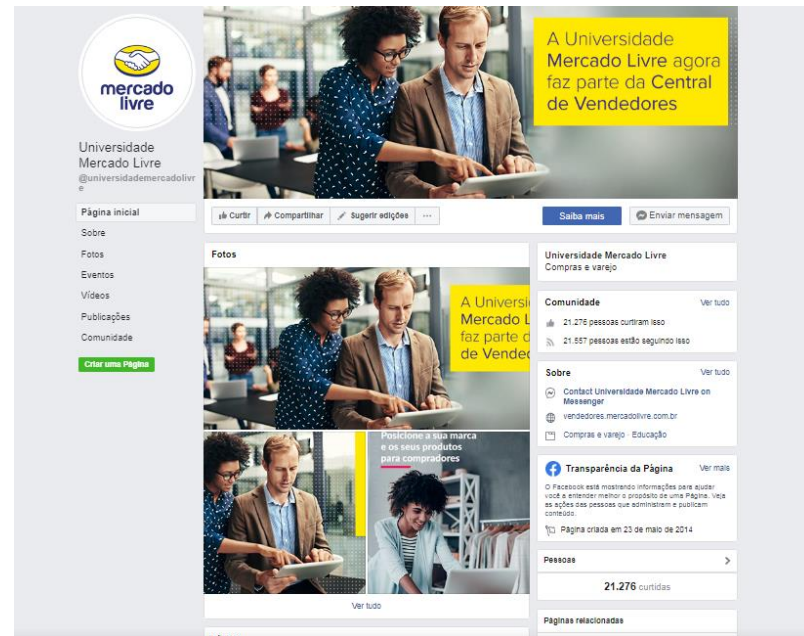 mercado
livre
A Universidade
Mercado Livre agora
faz parte da Central
de Vendedores
Universidade
Mercado Livre
@universidademercadolivr
e
Página inicial
Sobre
Fotos
Eventos
Vídeos
Publicações
Comunidade
Criar uma Página
Curtir
Compartilhar
Sugerir edições
...
Saiba mais
Enviar mensagem
Fotos
A Universi
Mercado L
faz parte d
de Vended
Posicione a sua marca
e os seus produtos
para compradores
Ver tudo
Universidade Mercado Livre
Compras e varejo
Comunidade Ver tudo
21.276 pessoas curtiram isso
21.557 pessoas estão seguindo isso
Sobre Ver tudo
Contact Universidade Mercado Livre on
Messenger
vendedores.mercadolivre.com.br
Compras e varejo · Educação
Transparência da Página Ver mais
O Facebook está mostrando informações para ajudar
você a entender melhor o propósito de uma Página. Veja
as ações das pessoas que administram e publicam
conteúdo.
Página criada em 23 de maio de 2014
Pessoas >
21.276 curtidas
Páginas relacionadas